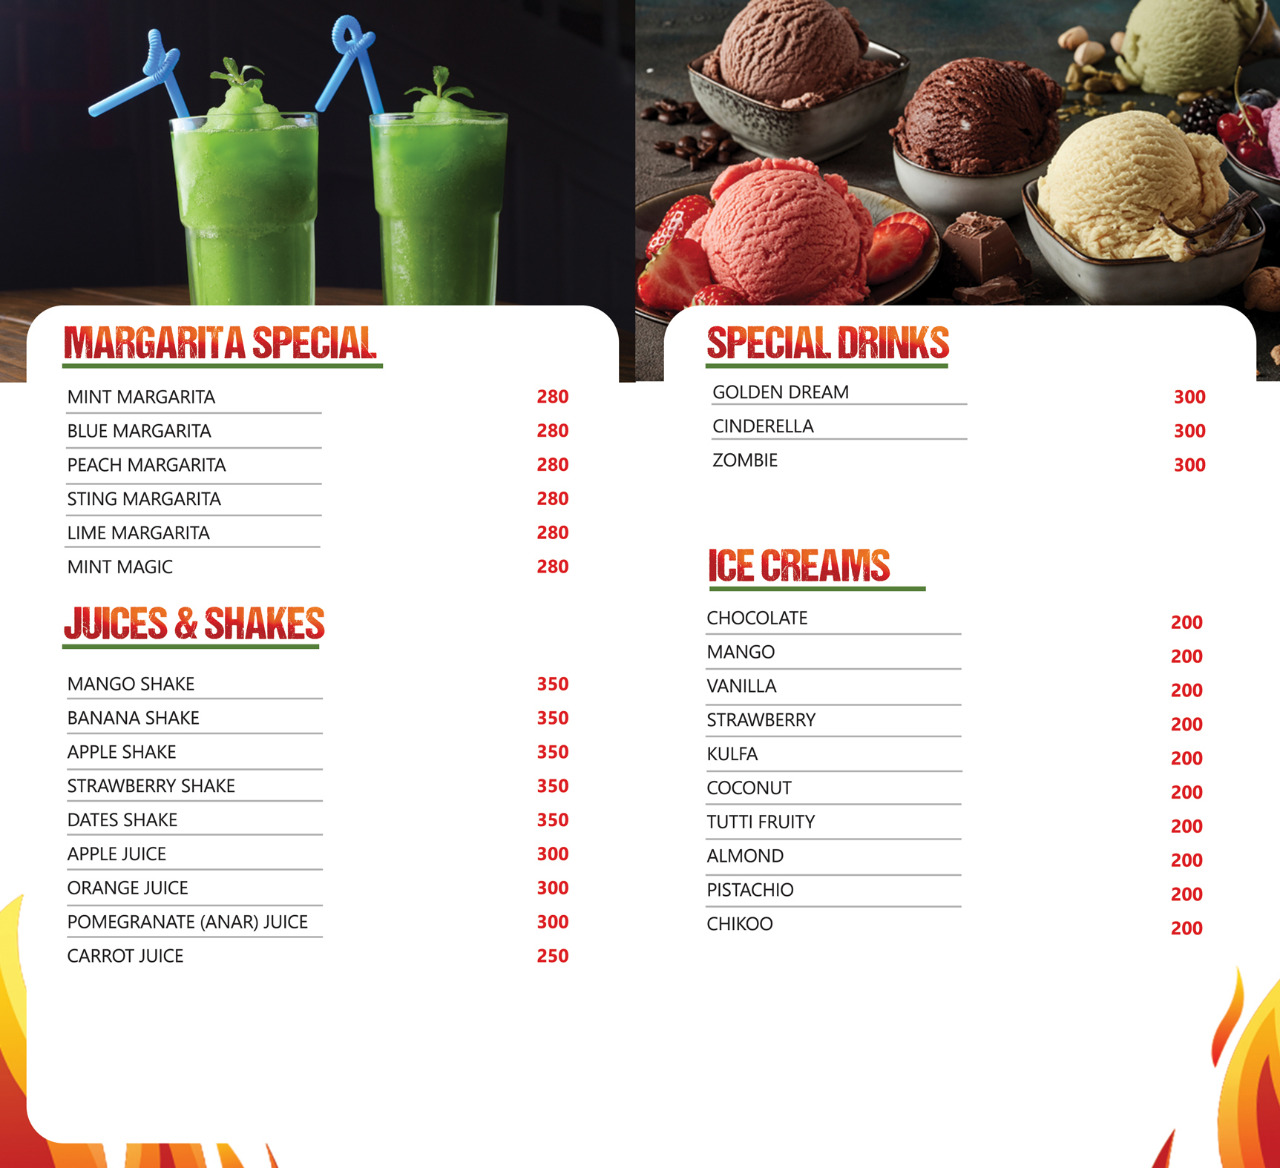 MARGARITA SPECIAL
MINT MARGARITA 280
BLUE MARGARITA 280
PEACH MARGARITA 280
STING MARGARITA 280
LIME MARGARITA 280
MINT MAGIC 280
JUICES & SHAKES
MANGO SHAKE 350
BANANA SHAKE 350
APPLE SHAKE 350
STRAWBERRY SHAKE 350
DATES SHAKE 350
APPLE JUICE 300
ORANGE JUICE 300
POMEGRANATE (ANAR) JUICE 300
CARROT JUICE 250
SPECIAL DRINKS
GOLDEN DREAM 300
CINDERELLA 300
ZOMBIE 300
ICE CREAMS
CHOCOLATE 200
MANGO 200
VANILLA 200
STRAWBERRY 200
KULFA 200
COCONUT 200
TUTTI FRUITY 200
ALMOND 200
PISTACHIO 200
CHIKOO 200